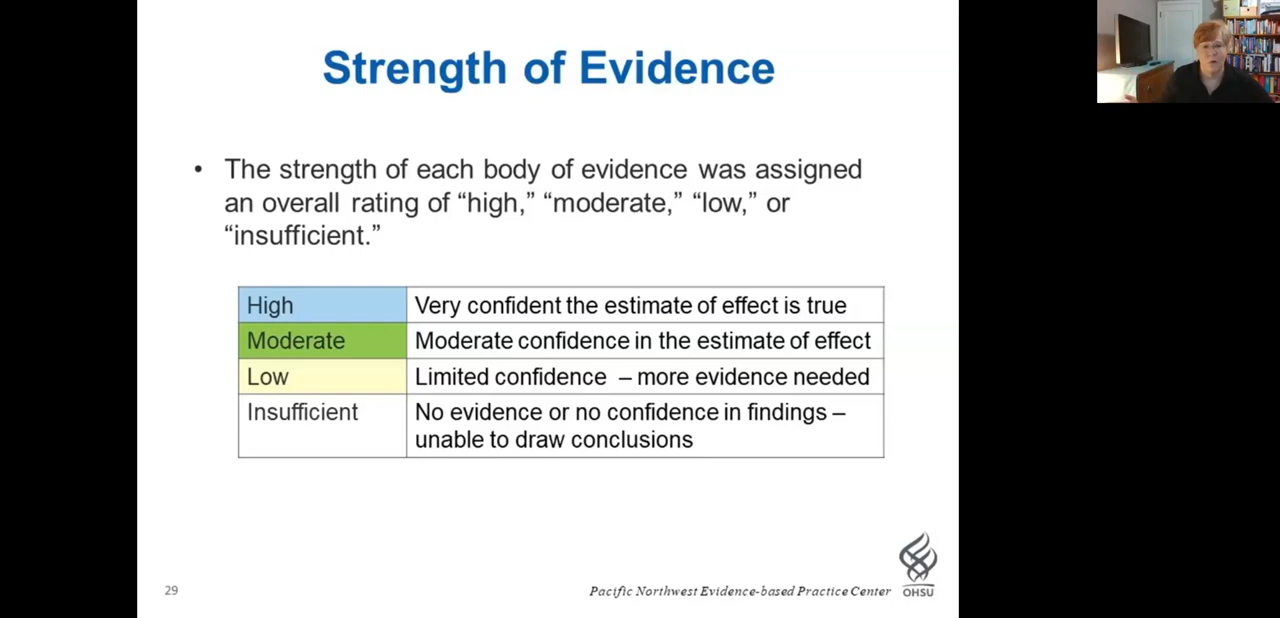 Strength of Evidence
• The strength of each body of evidence was assigned
an overall rating of “high,” “moderate,” “low,” or
“insufficient.”
High Very confident the estimate of effect is true
Moderate Moderate confidence in the estimate of effect
Low Limited confidence – more evidence needed
Insufficient No evidence or no confidence in findings –
unable to draw conclusions
29
Pacific Northwest Evidence-based Practice Center
OHSU